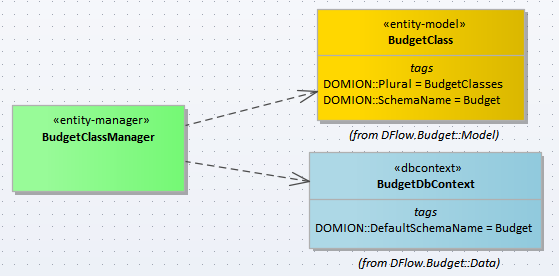 «entity-model»
BudgetClass
tags
DOMION::Plural = BudgetClasses
DOMION::SchemaName = Budget
(from DFlow.Budget::Model)
«entity-manager»
BudgetClassManager
«dbcontext»
BudgetDbContext
tags
DOMION::DefaultSchemaName = Budget
(from DFlow.Budget::Data)